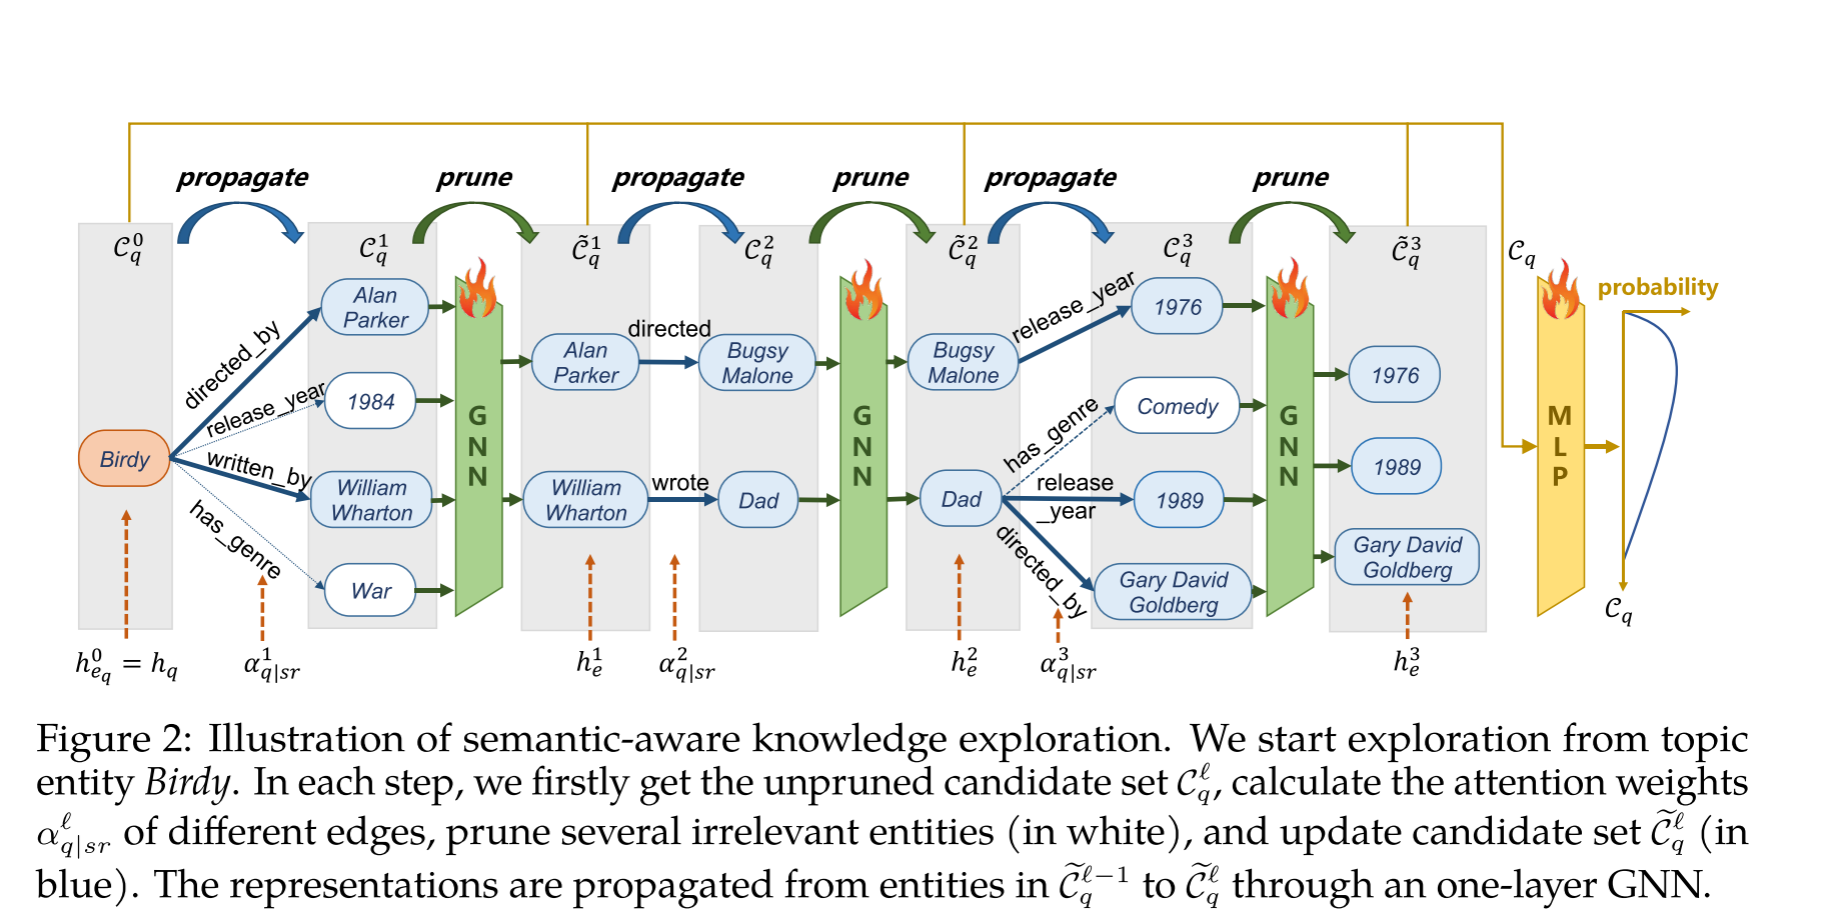 propagate prune propagate prune propagate prune
𝒞_q^0 𝒞_q^1 𝒞̃_q^1 𝒞_q^2 𝒞̃_q^2 𝒞_q^3 𝒞̃_q^3 𝒞_q
probability
Birdy
directed_by
release_year
written_by
has_genre
Alan
Parker
1984
William
Wharton
War
G
N
N
Alan
Parker
William
Wharton
directed
wrote
Bugsy
Malone
Dad
G
N
N
Bugsy
Malone
Dad
release_year
has_genre
release
_year
directed_by
1976
Comedy
1989
Gary David
Goldberg
G
N
N
1976
1989
Gary David
Goldberg
M
L
P
𝒞_q
h_{e_q}^0 = h_q α_{q|sr}^1 h_e^1 α_{q|sr}^2 h_e^2 α_{q|sr}^3 h_e^3
Figure 2: Illustration of semantic-aware knowledge exploration. We start exploration from topic
entity Birdy. In each step, we firstly get the unpruned candidate set 𝒞_q^ℓ, calculate the attention weights
α_{q|sr}^ℓ of different edges, prune several irrelevant entities (in white), and update candidate set 𝒞̃_q^ℓ (in
blue). The representations are propagated from entities in 𝒞̃_q^{ℓ−1} to 𝒞̃_q^ℓ through an one-layer GNN.